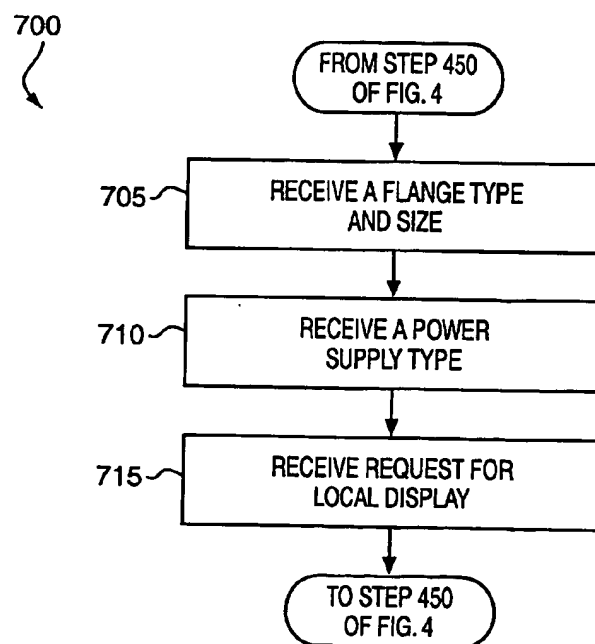 700
FROM STEP 450
OF FIG. 4
705
RECEIVE A FLANGE TYPE
AND SIZE
710
RECEIVE A POWER
SUPPLY TYPE
715
RECEIVE REQUEST FOR
LOCAL DISPLAY
TO STEP 450
OF FIG. 4